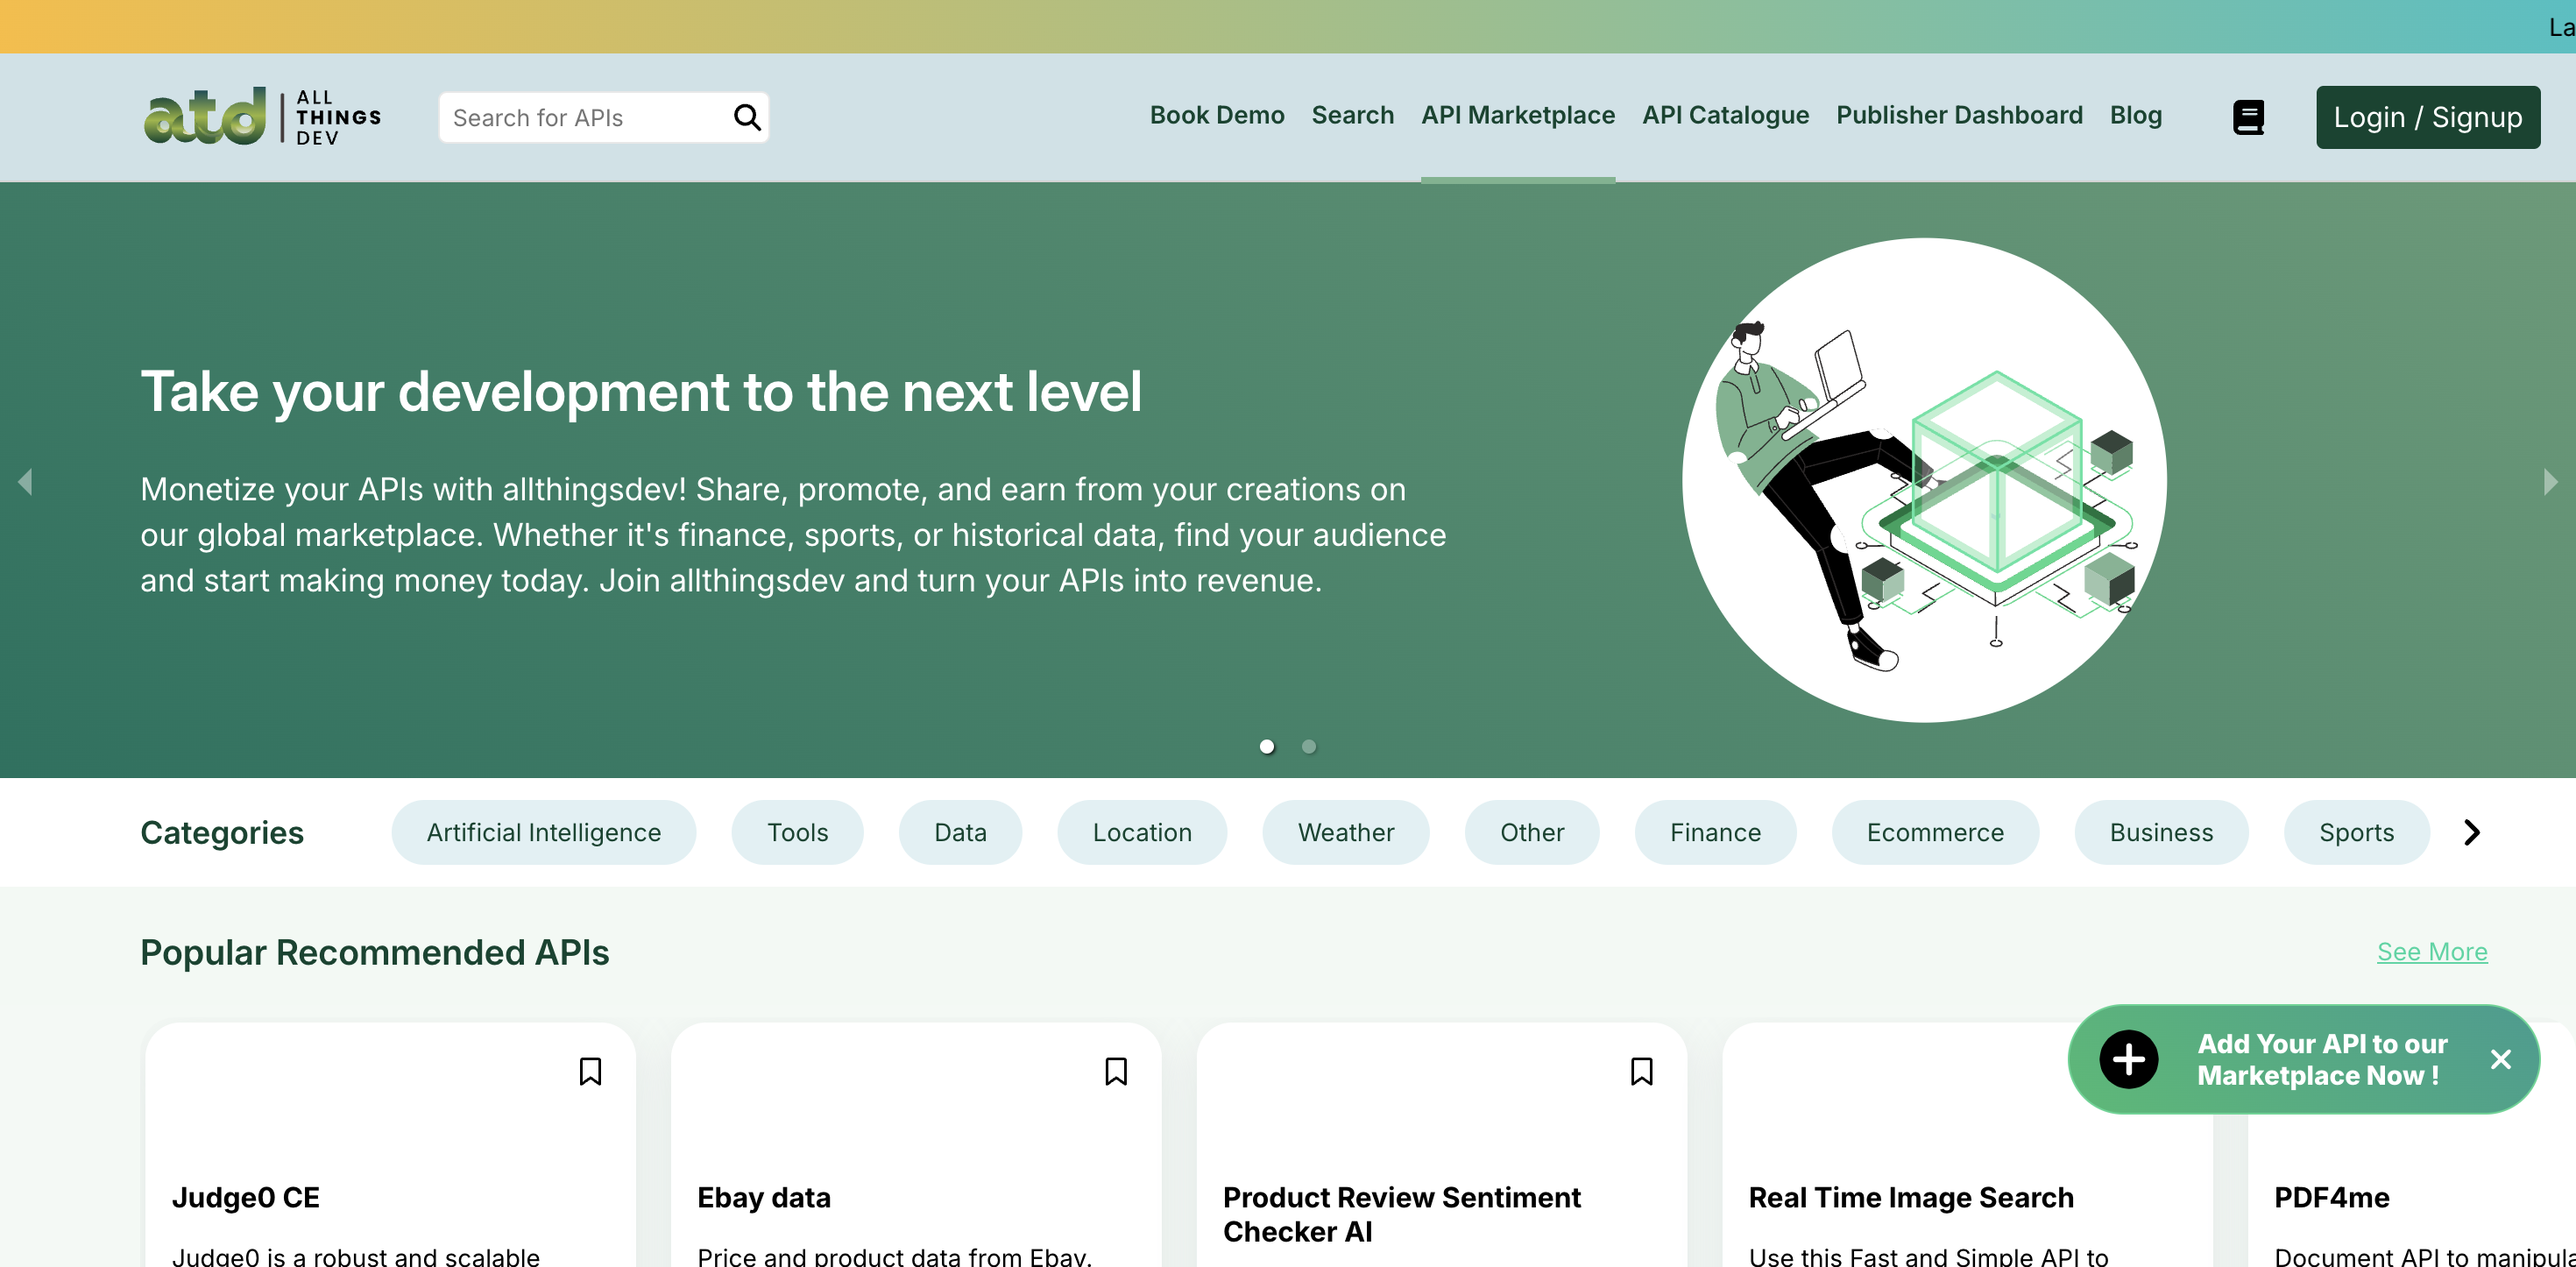 La
atd
ALL
THINGS
DEV
Search for APIs
Book Demo
Search
API Marketplace
API Catalogue
Publisher Dashboard
Blog
Login / Signup
Take your development to the next level
Monetize your APIs with allthingsdev! Share, promote, and earn from your creations on
our global marketplace. Whether it's finance, sports, or historical data, find your audience
and start making money today. Join allthingsdev and turn your APIs into revenue.
Categories
Artificial Intelligence
Tools
Data
Location
Weather
Other
Finance
Ecommerce
Business
Sports
Popular Recommended APIs
See More
Add Your API to our
Marketplace Now !
Judge0 CE
Judge0 is a robust and scalable
Ebay data
Price and product data from Ebay.
Product Review Sentiment
Checker AI
Real Time Image Search
Use this Fast and Simple API to
PDF4me
Document API to manipula